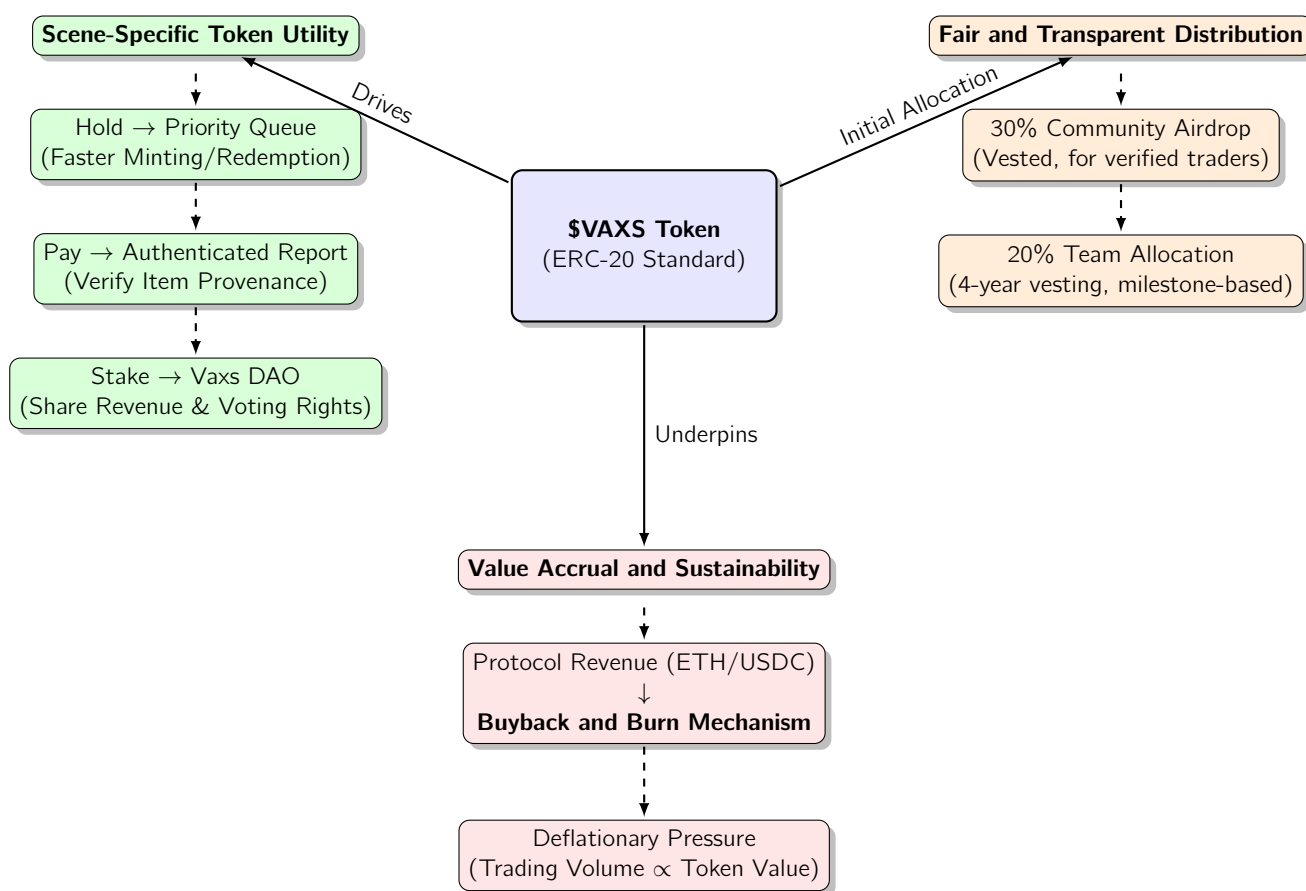 Scene-Specific Token Utility
Hold → Priority Queue
(Faster Minting/Redemption)
Pay → Authenticated Report
(Verify Item Provenance)
Stake → Vaxs DAO
(Share Revenue & Voting Rights)
Drives
$VAXS Token
(ERC-20 Standard)
Initial Allocation
Fair and Transparent Distribution
30% Community Airdrop
(Vested, for verified traders)
20% Team Allocation
(4-year vesting, milestone-based)
Underpins
Value Accrual and Sustainability
Protocol Revenue (ETH/USDC)
↓
Buyback and Burn Mechanism
Deflationary Pressure
(Trading Volume ∝ Token Value)